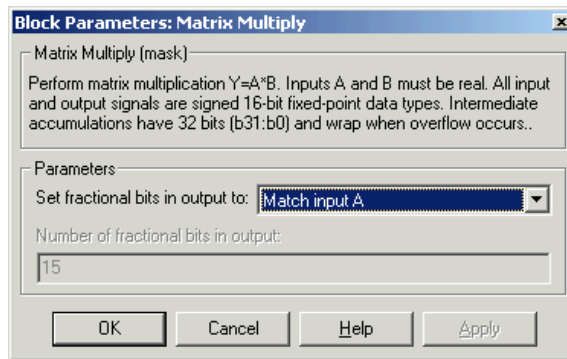 Block Parameters: Matrix Multiply
Matrix Multiply (mask)
Perform matrix multiplication Y=A*B. Inputs A and B must be real. All input
and output signals are signed 16-bit fixed-point data types. Intermediate
accumulations have 32 bits (b31:b0) and wrap when overflow occurs..
Parameters
Set fractional bits in output to: Match input A
Number of fractional bits in output:
15
OK Cancel Help Apply